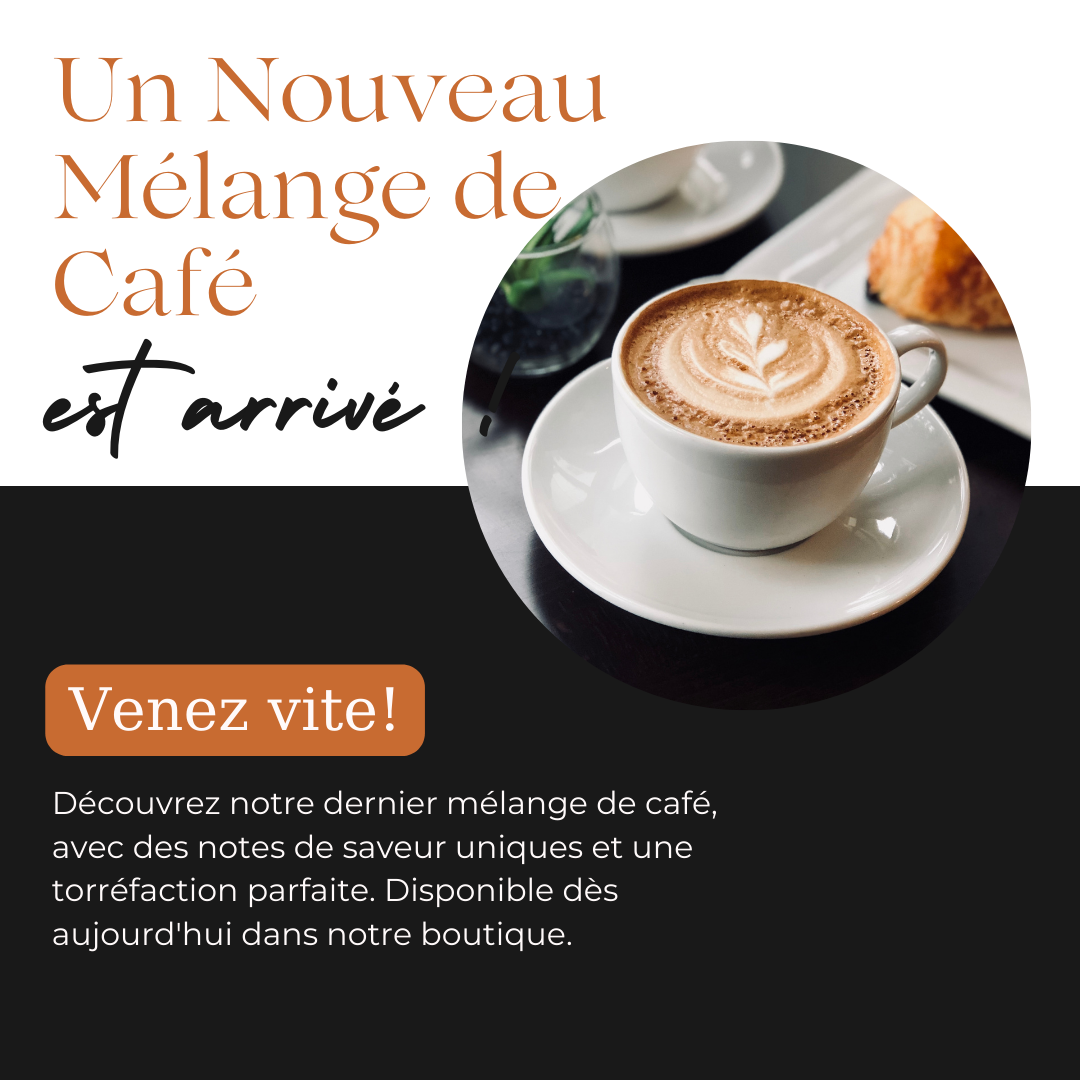 Un Nouveau
Mélange de
Café
est arrivé !
Venez vite!
Découvrez notre dernier mélange de café,
avec des notes de saveur uniques et une
torréfaction parfaite. Disponible dès
aujourd'hui dans notre boutique.